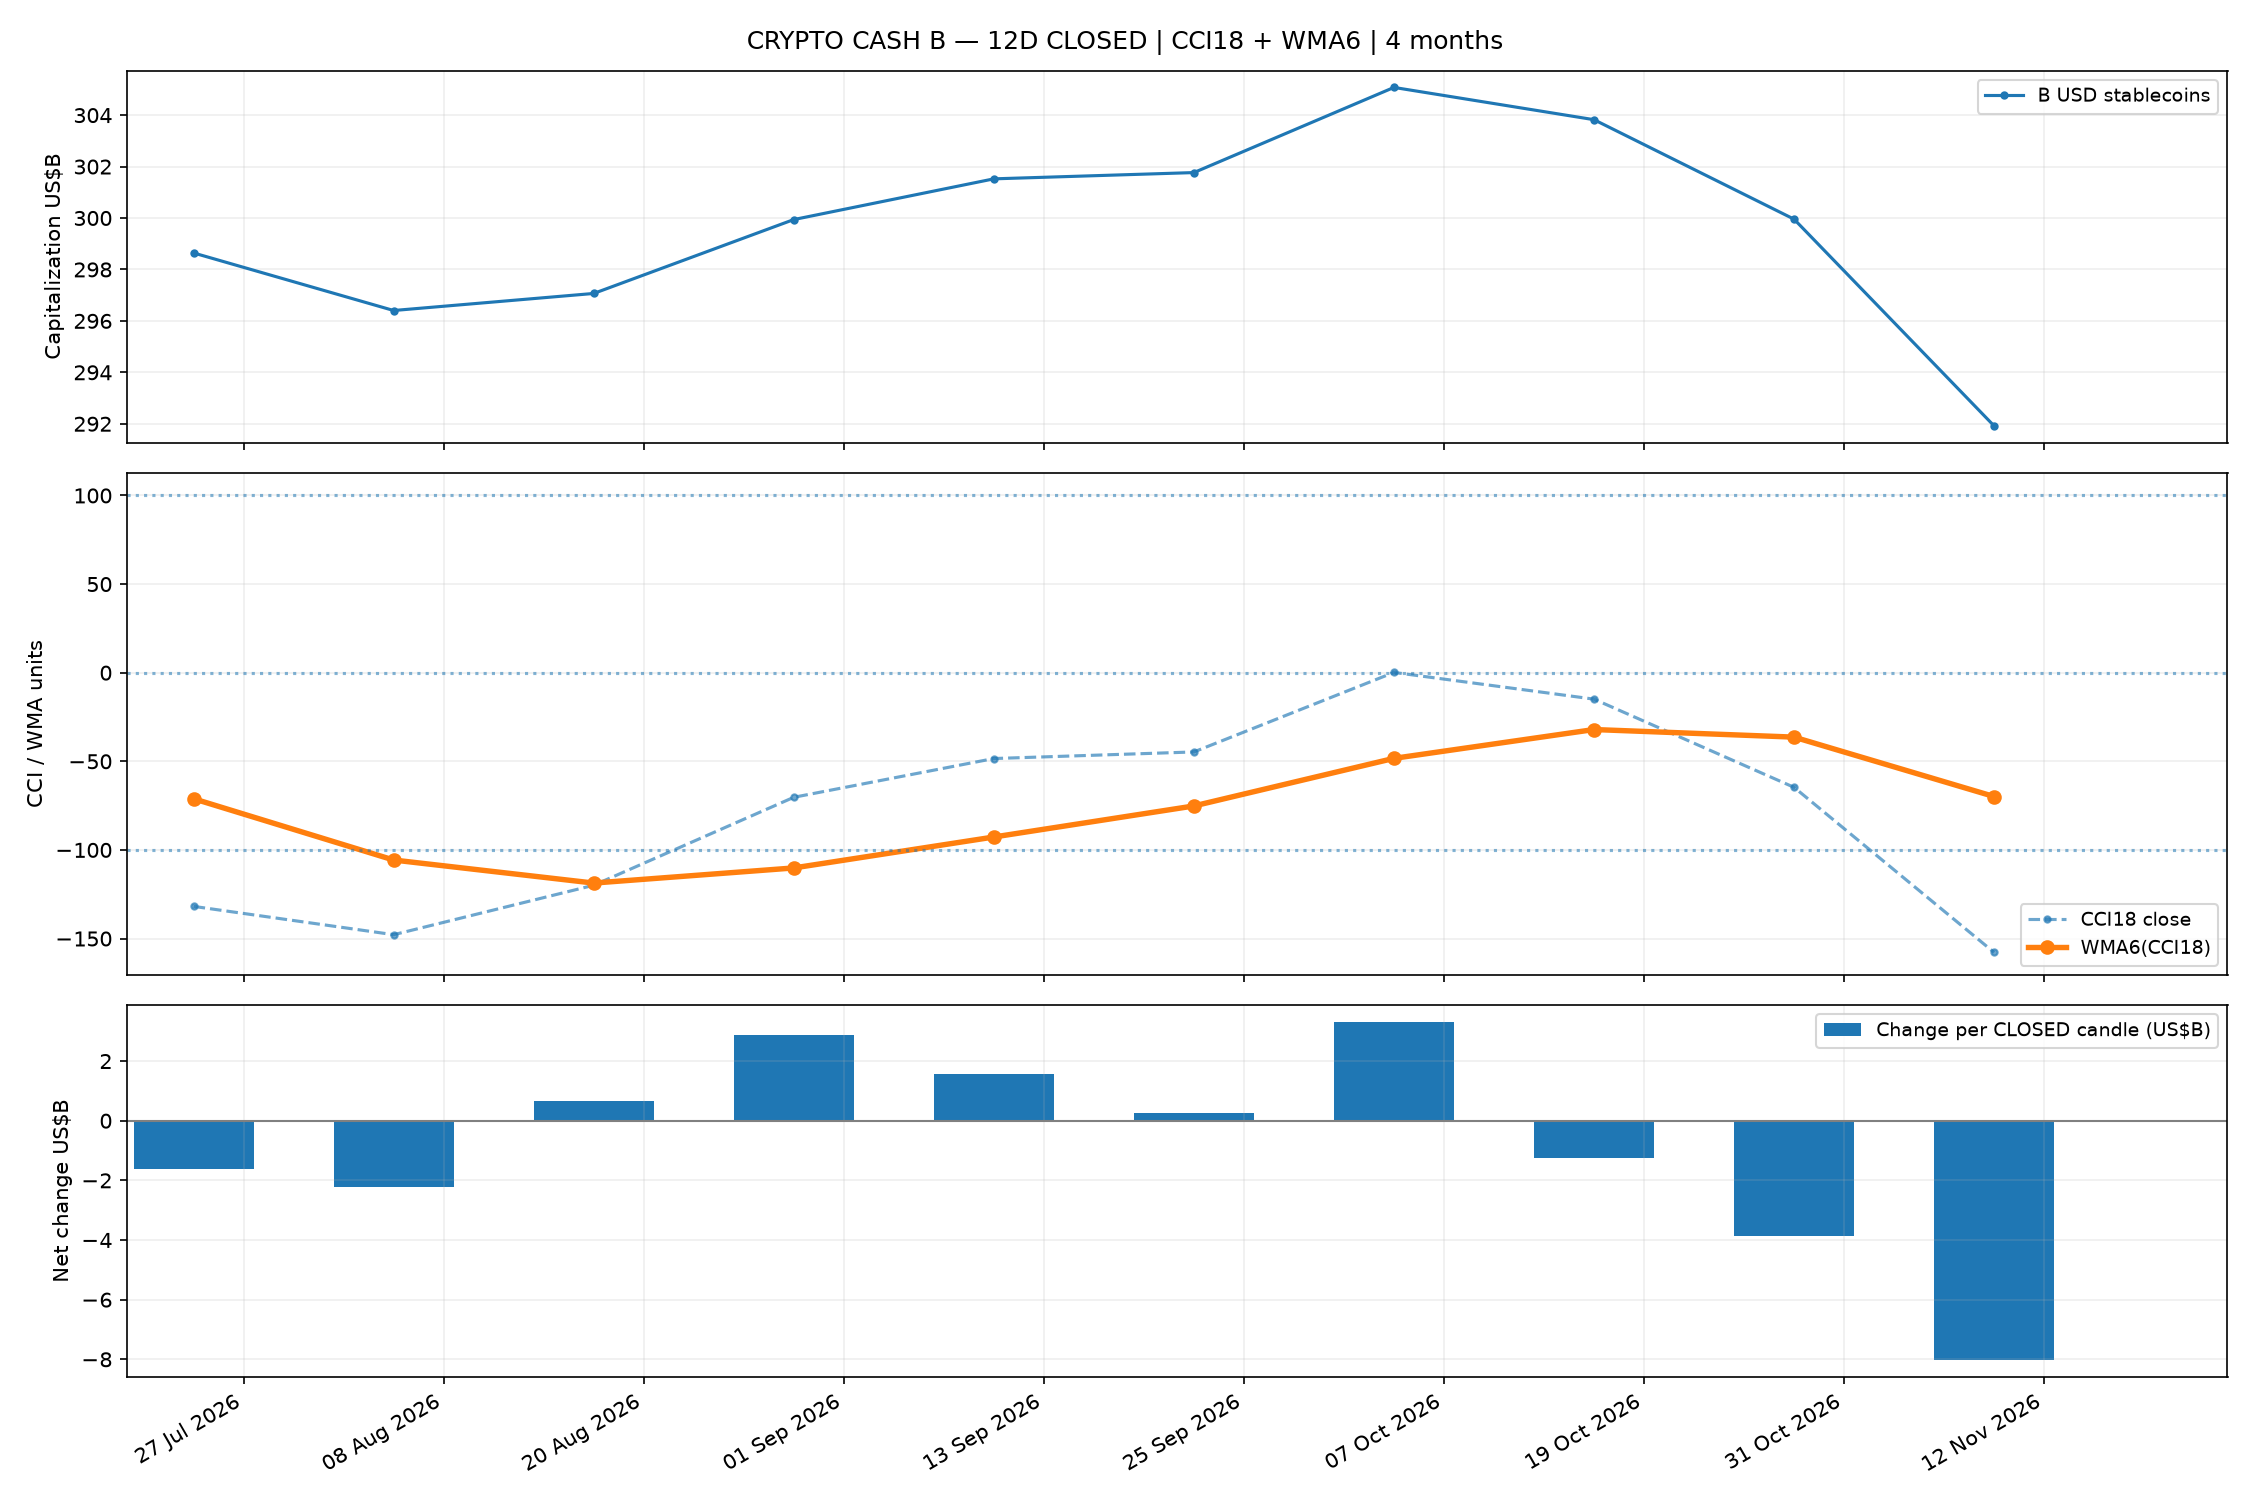 CRYPTO CASH B — 12D CLOSED | CCI18 + WMA6 | 4 months
Capitalization US$B
304
302
300
298
296
294
292
B USD stablecoins
CCI / WMA units
100
50
0
−50
−100
−150
CCI18 close
WMA6(CCI18)
Net change US$B
2
0
−2
−4
−6
−8
Change per CLOSED candle (US$B)
27 Jul 2026
08 Aug 2026
20 Aug 2026
01 Sep 2026
13 Sep 2026
25 Sep 2026
07 Oct 2026
19 Oct 2026
31 Oct 2026
12 Nov 2026